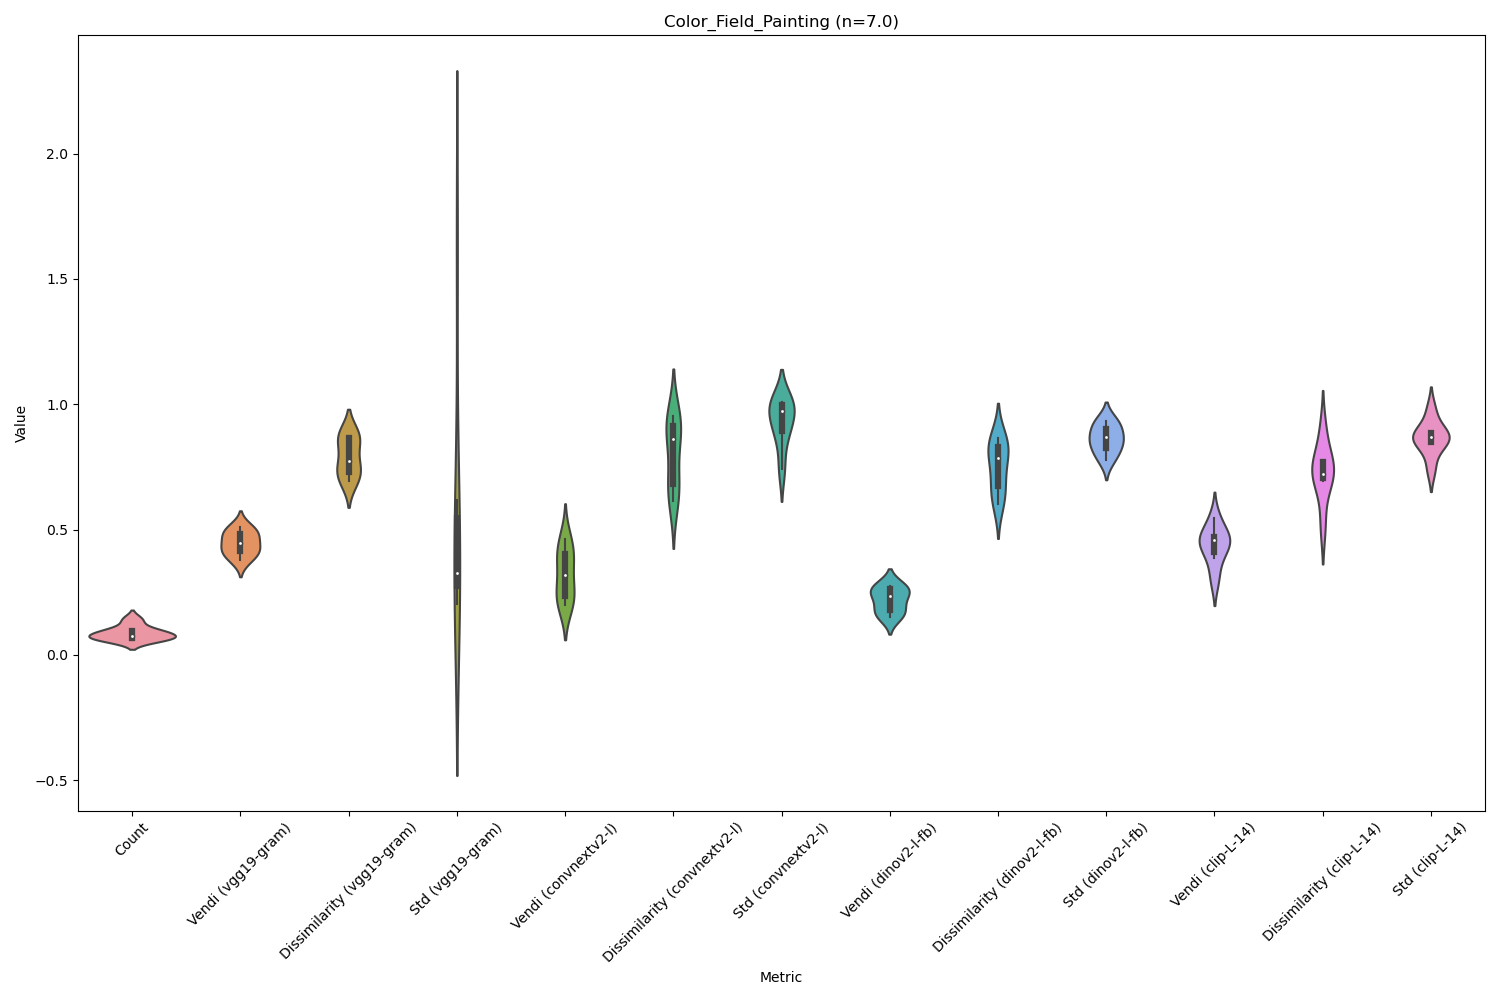 Color_Field_Painting (n=7.0)
Value
2.0
1.5
1.0
0.5
0.0
−0.5
Count
Vendi (vgg19-gram)
Dissimilarity (vgg19-gram)
Std (vgg19-gram)
Vendi (convnextv2-l)
Dissimilarity (convnextv2-l)
Std (convnextv2-l)
Vendi (dinov2-l-fb)
Dissimilarity (dinov2-l-fb)
Std (dinov2-l-fb)
Vendi (clip-L-14)
Dissimilarity (clip-L-14)
Std (clip-L-14)
Metric